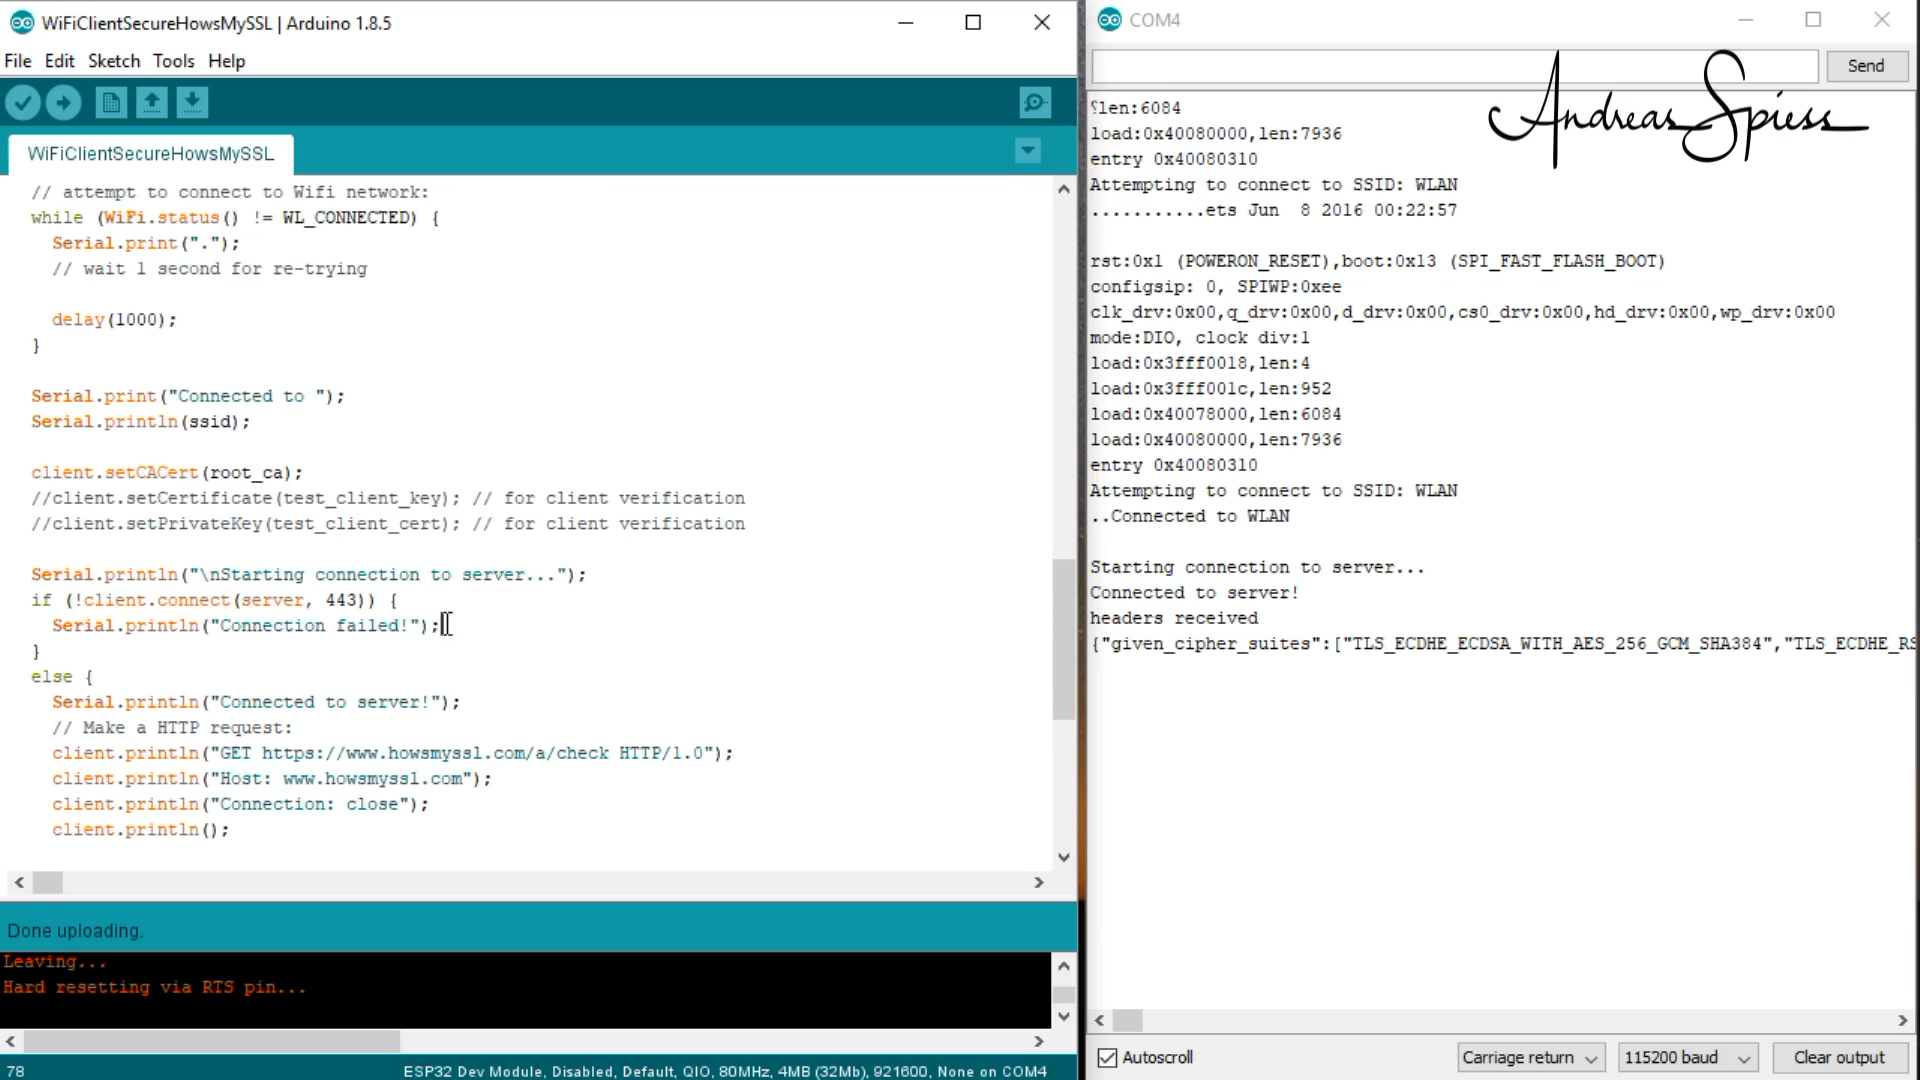 WiFiClientSecureHowsMySSL | Arduino 1.8.5
File Edit Sketch Tools Help
WiFiClientSecureHowsMySSL
// attempt to connect to Wifi network:
while (WiFi.status() != WL_CONNECTED) {
Serial.print(".");
// wait 1 second for re-trying
delay(1000);
}
Serial.print("Connected to ");
Serial.println(ssid);
client.setCACert(root_ca);
//client.setCertificate(test_client_key); // for client verification
//client.setPrivateKey(test_client_cert); // for client verification
Serial.println("\nStarting connection to server...");
if (!client.connect(server, 443)) {
Serial.println("Connection failed!");
}
else {
Serial.println("Connected to server!");
// Make a HTTP request:
client.println("GET https://www.howsmyssl.com/a/check HTTP/1.0");
client.println("Host: www.howsmyssl.com");
client.println("Connection: close");
client.println();
Done uploading.
Leaving...
Hard resetting via RTS pin...
78
ESP32 Dev Module, Disabled, Default, QIO, 80MHz, 4MB (32Mb), 921600, None on COM4
COM4
Send
Andreas Spiess
⸮len:6084
load:0x40080000,len:7936
entry 0x40080310
Attempting to connect to SSID: WLAN
...........ets Jun  8 2016 00:22:57
rst:0x1 (POWERON_RESET),boot:0x13 (SPI_FAST_FLASH_BOOT)
configsip: 0, SPIWP:0xee
clk_drv:0x00,q_drv:0x00,d_drv:0x00,cs0_drv:0x00,hd_drv:0x00,wp_drv:0x00
mode:DIO, clock div:1
load:0x3fff0018,len:4
load:0x3fff001c,len:952
load:0x40078000,len:6084
load:0x40080000,len:7936
entry 0x40080310
Attempting to connect to SSID: WLAN
..Connected to WLAN
Starting connection to server...
Connected to server!
headers received
{"given_cipher_suites":["TLS_ECDHE_ECDSA_WITH_AES_256_GCM_SHA384","TLS_ECDHE_RS
Autoscroll
Carriage return
115200 baud
Clear output